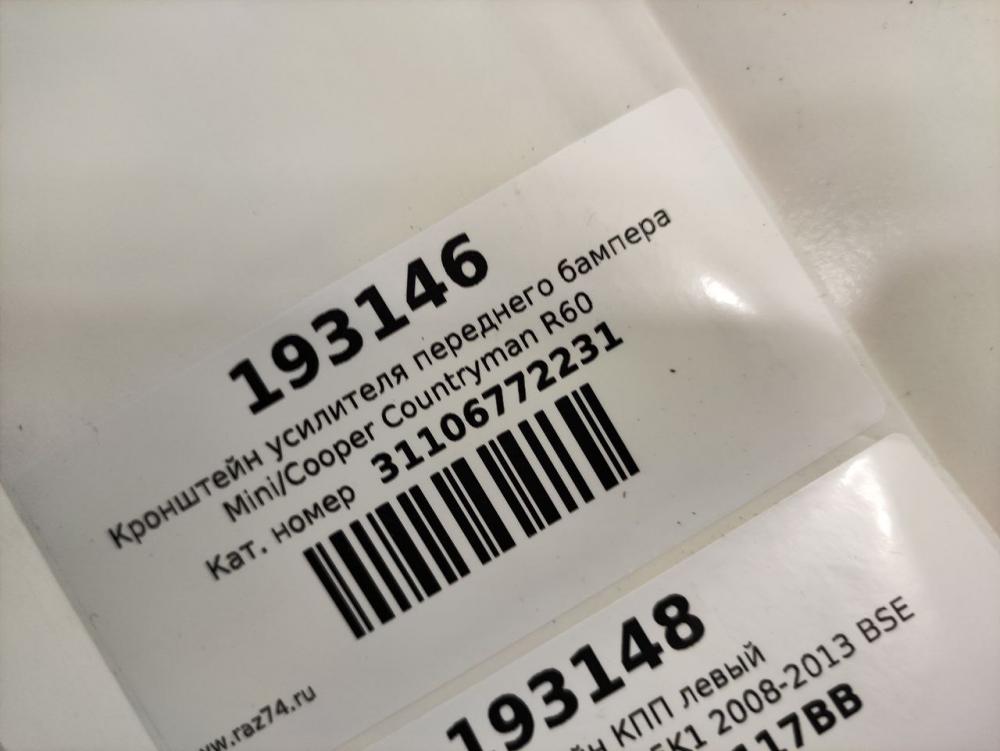 193146
Кронштейн усилителя переднего бампера
Mini/Cooper Countryman R60
Кат. номер 31106772231
www.raz74.ru
193148
КПП левый
2008-2013 BSE
17BB